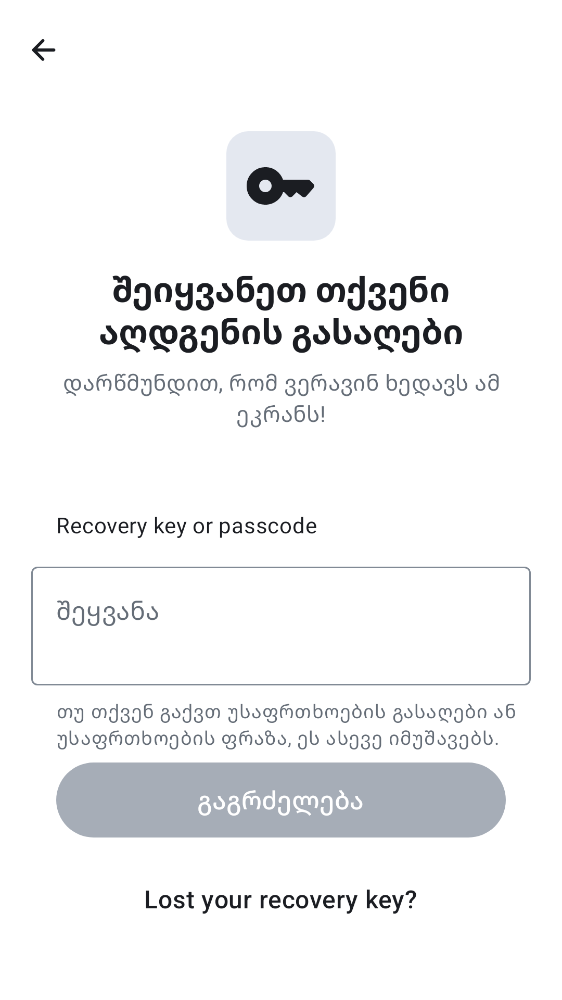 შეიყვანეთ თქვენი
აღდგენის გასაღები
დარწმუნდით, რომ ვერავინ ხედავს ამ
ეკრანს!
Recovery key or passcode
შეყვანა
თუ თქვენ გაქვთ უსაფრთხოების გასაღები ან
უსაფრთხოების ფრაზა, ეს ასევე იმუშავებს.
გაგრძელება
Lost your recovery key?